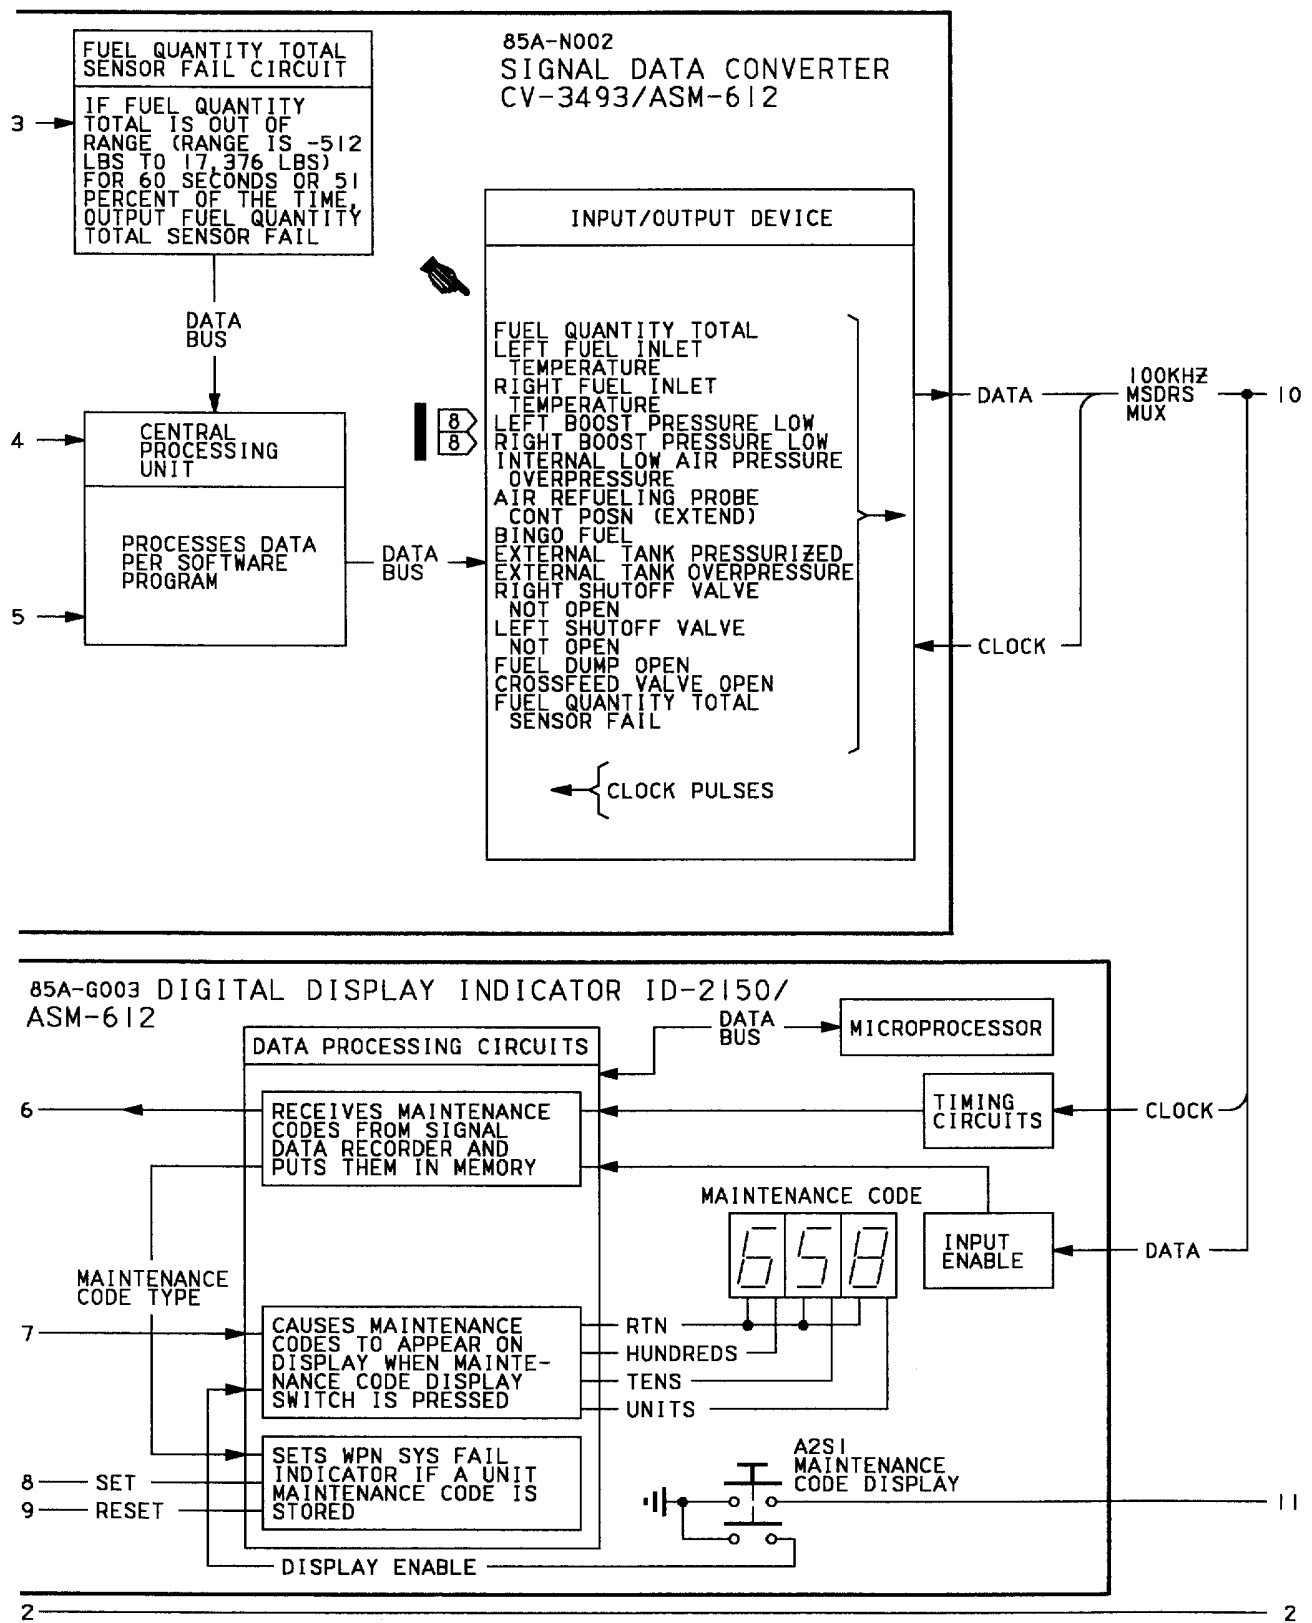 85A-N002
SIGNAL DATA CONVERTER
CV-3493/ASM-612
FUEL QUANTITY TOTAL
SENSOR FAIL CIRCUIT
3
IF FUEL QUANTITY
TOTAL IS OUT OF
RANGE (RANGE IS -512
LBS TO 17,376 LBS)
FOR 60 SECONDS OR 51
PERCENT OF THE TIME,
OUTPUT FUEL QUANTITY
TOTAL SENSOR FAIL
DATA
BUS
4
CENTRAL
PROCESSING
UNIT
PROCESSES DATA
PER SOFTWARE
PROGRAM
5
DATA
BUS
INPUT/OUTPUT DEVICE
FUEL QUANTITY TOTAL
LEFT FUEL INLET
TEMPERATURE
RIGHT FUEL INLET
TEMPERATURE
8 LEFT BOOST PRESSURE LOW
8 RIGHT BOOST PRESSURE LOW
INTERNAL LOW AIR PRESSURE
OVERPRESSURE
AIR REFUELING PROBE
CONT POSN (EXTEND)
BINGO FUEL
EXTERNAL TANK PRESSURIZED
EXTERNAL TANK OVERPRESSURE
RIGHT SHUTOFF VALVE
NOT OPEN
LEFT SHUTOFF VALVE
NOT OPEN
FUEL DUMP OPEN
CROSSFEED VALVE OPEN
FUEL QUANTITY TOTAL
SENSOR FAIL
CLOCK PULSES
DATA
100KHZ
MSDRS
MUX
10
CLOCK
85A-G003 DIGITAL DISPLAY INDICATOR ID-2150/
ASM-612
DATA PROCESSING CIRCUITS
DATA
BUS
MICROPROCESSOR
6
RECEIVES MAINTENANCE
CODES FROM SIGNAL
DATA RECORDER AND
PUTS THEM IN MEMORY
TIMING
CIRCUITS
CLOCK
MAINTENANCE CODE
658
INPUT
ENABLE
DATA
MAINTENANCE
CODE TYPE
7
CAUSES MAINTENANCE
CODES TO APPEAR ON
DISPLAY WHEN MAINTE-
NANCE CODE DISPLAY
SWITCH IS PRESSED
RTN
HUNDREDS
TENS
UNITS
8 SET
9 RESET
SETS WPN SYS FAIL
INDICATOR IF A UNIT
MAINTENANCE CODE IS
STORED
A2S1
MAINTENANCE
CODE DISPLAY
11
DISPLAY ENABLE
2
2